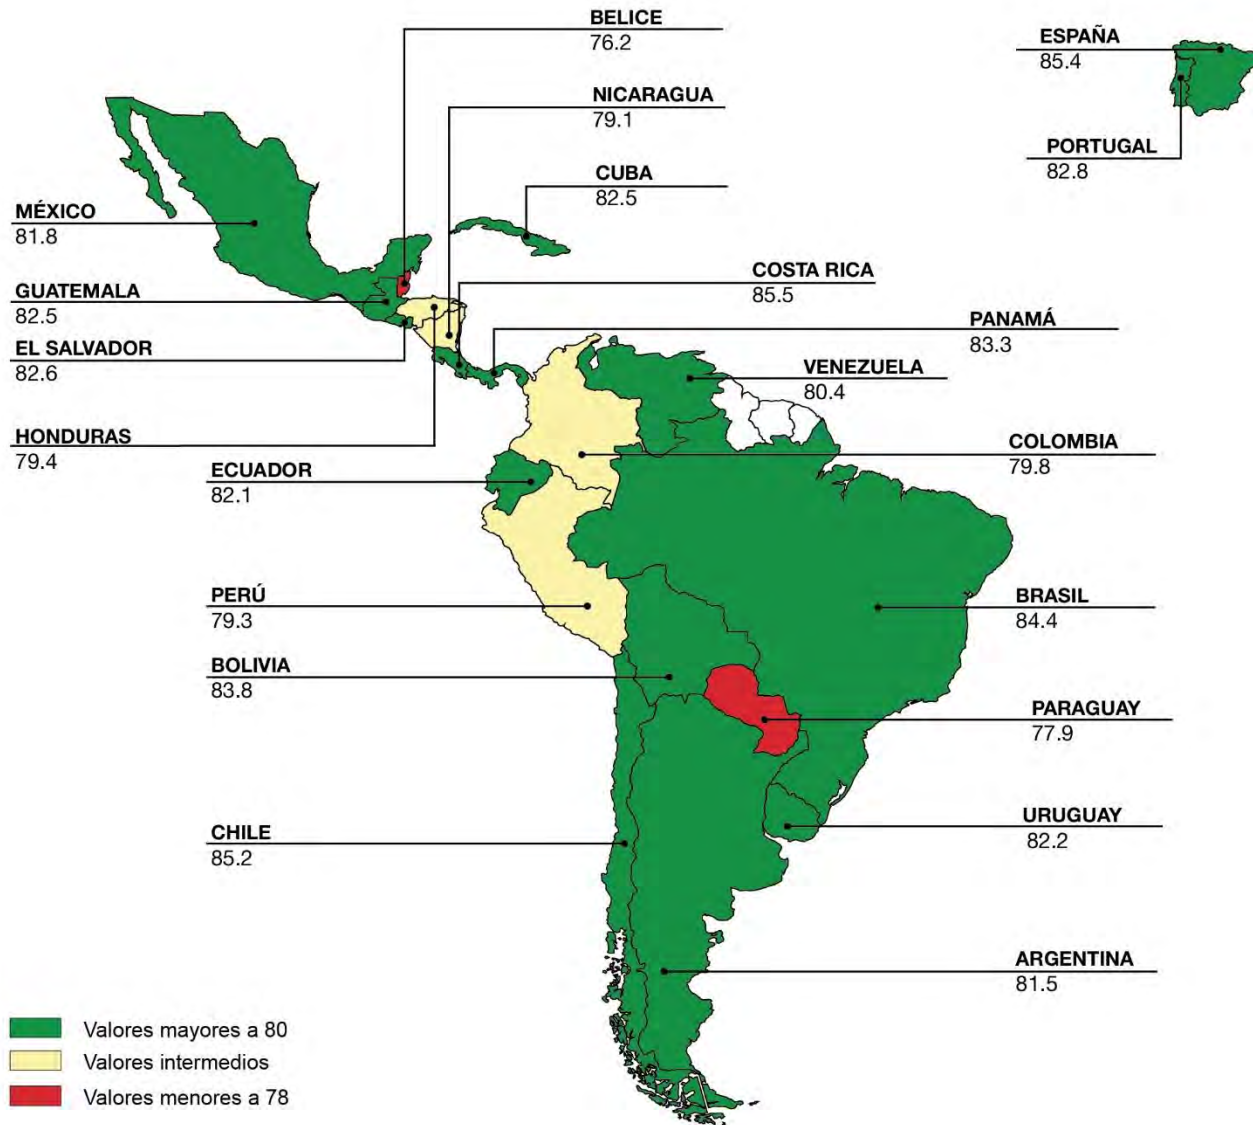 BELICE
76.2
ESPAÑA
85.4
NICARAGUA
79.1
PORTUGAL
82.8
CUBA
82.5
MÉXICO
81.8
COSTA RICA
85.5
GUATEMALA
82.5
PANAMÁ
83.3
EL SALVADOR
82.6
VENEZUELA
80.4
HONDURAS
79.4
COLOMBIA
79.8
ECUADOR
82.1
PERÚ
79.3
BRASIL
84.4
BOLIVIA
83.8
PARAGUAY
77.9
URUGUAY
82.2
CHILE
85.2
ARGENTINA
81.5
Valores mayores a 80
Valores intermedios
Valores menores a 78